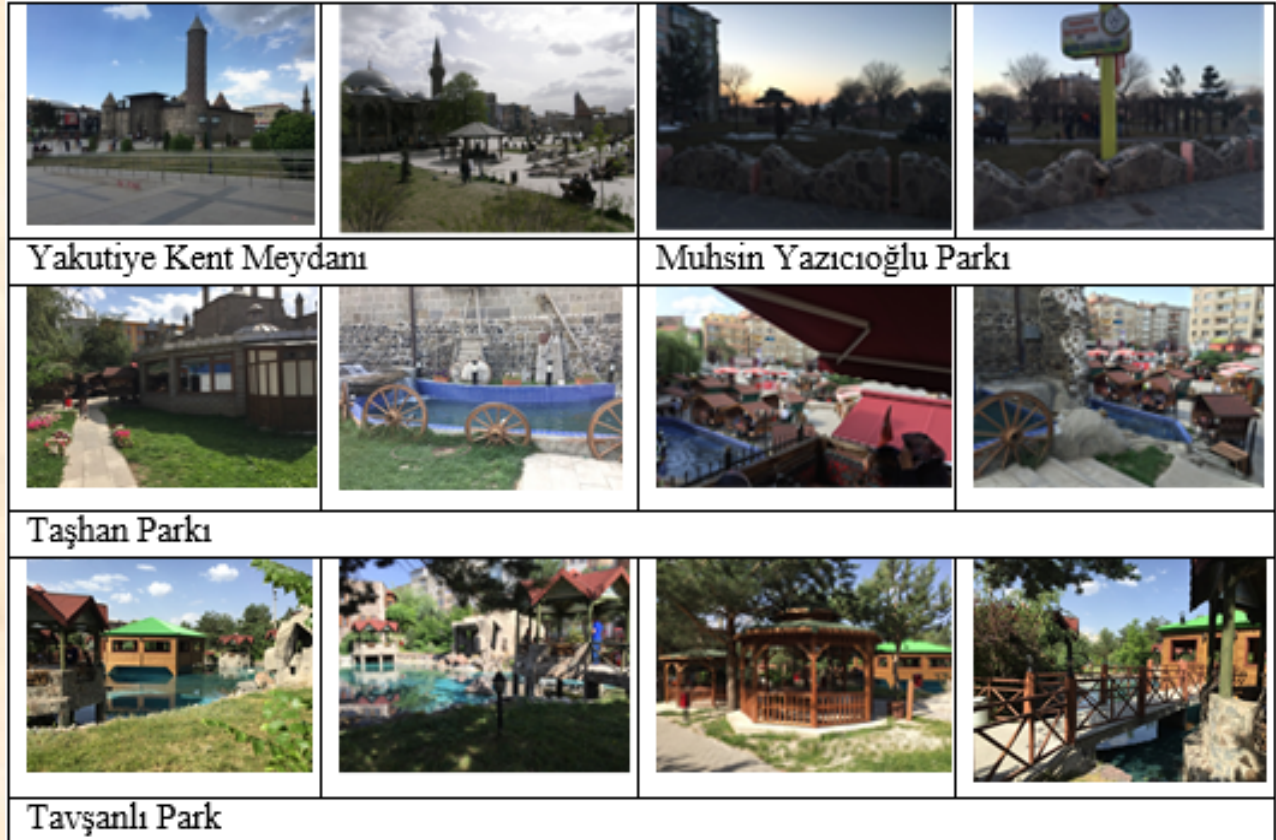 Yakutiye Kent Meydanı
Muhsin Yazıcıoğlu Parkı
Taşhan Parkı
Tavşanlı Park